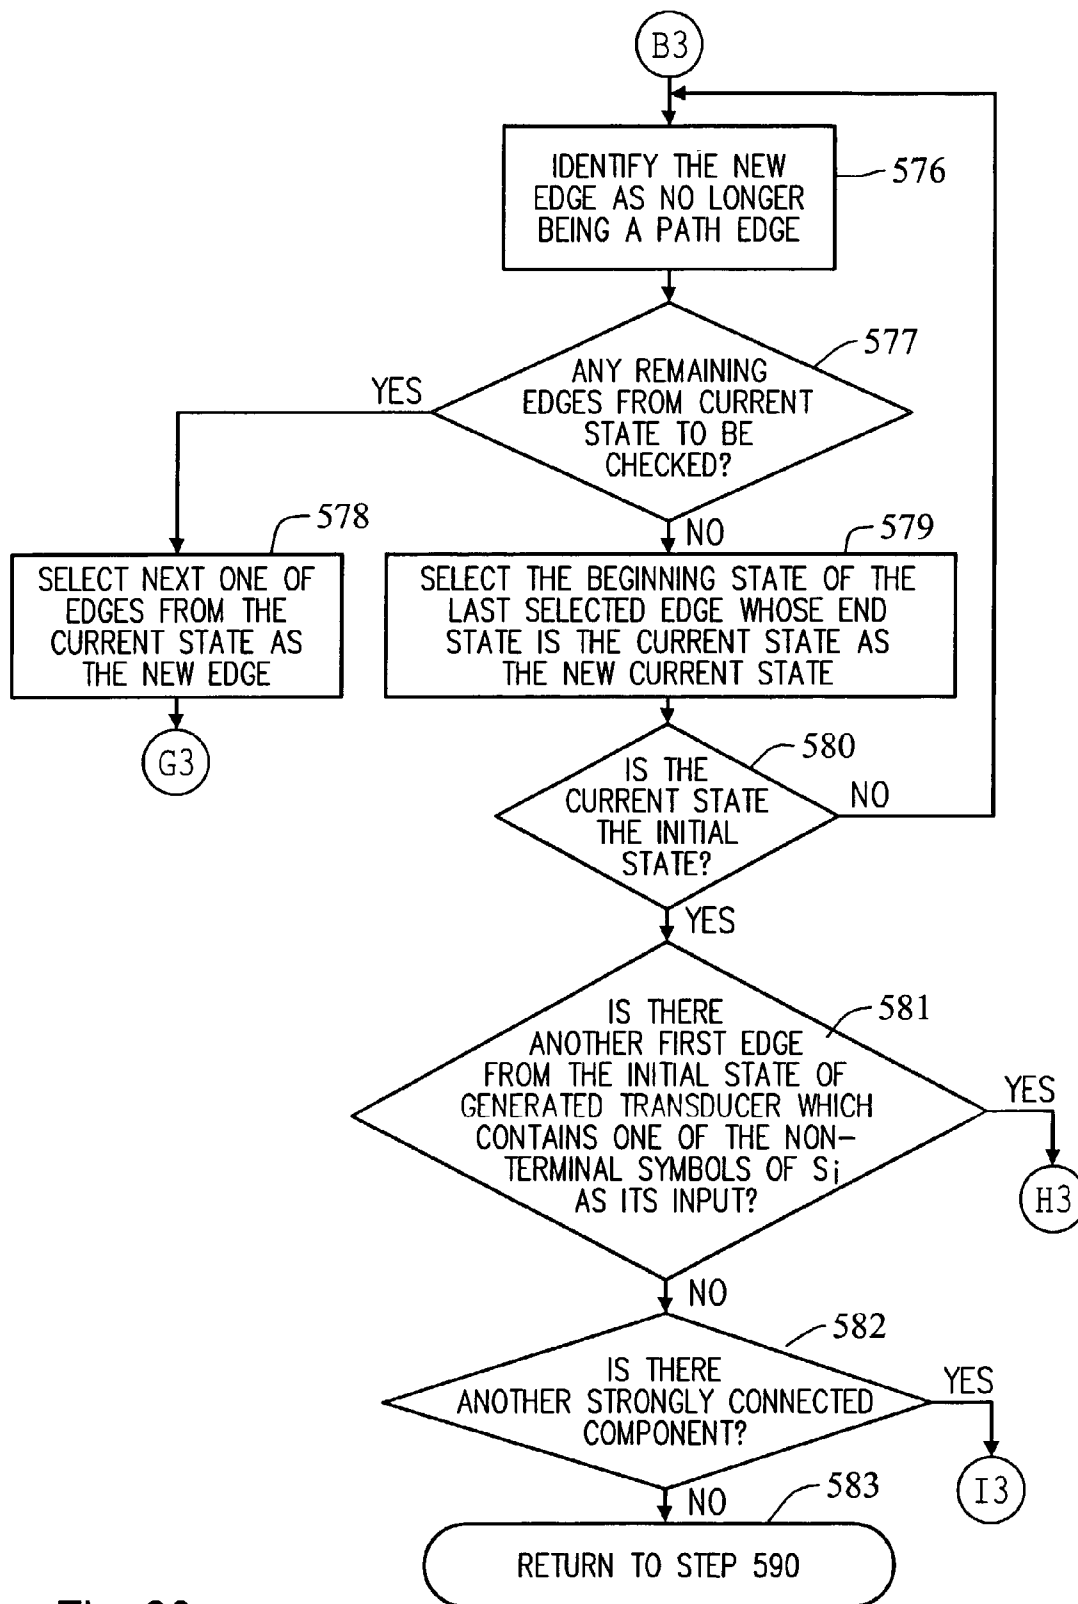 B3
IDENTIFY THE NEW
EDGE AS NO LONGER
BEING A PATH EDGE
576
ANY REMAINING
EDGES FROM CURRENT
STATE TO BE
CHECKED?
577
YES
NO
578
SELECT NEXT ONE OF
EDGES FROM THE
CURRENT STATE AS
THE NEW EDGE
G3
579
SELECT THE BEGINNING STATE OF THE
LAST SELECTED EDGE WHOSE END
STATE IS THE CURRENT STATE AS
THE NEW CURRENT STATE
580
IS THE
CURRENT STATE
THE INITIAL
STATE?
NO
YES
581
IS THERE
ANOTHER FIRST EDGE
FROM THE INITIAL STATE OF
GENERATED TRANSDUCER WHICH
CONTAINS ONE OF THE NON-
TERMINAL SYMBOLS OF Si
AS ITS INPUT?
YES
H3
NO
582
IS THERE
ANOTHER STRONGLY CONNECTED
COMPONENT?
YES
I3
NO
583
RETURN TO STEP 590